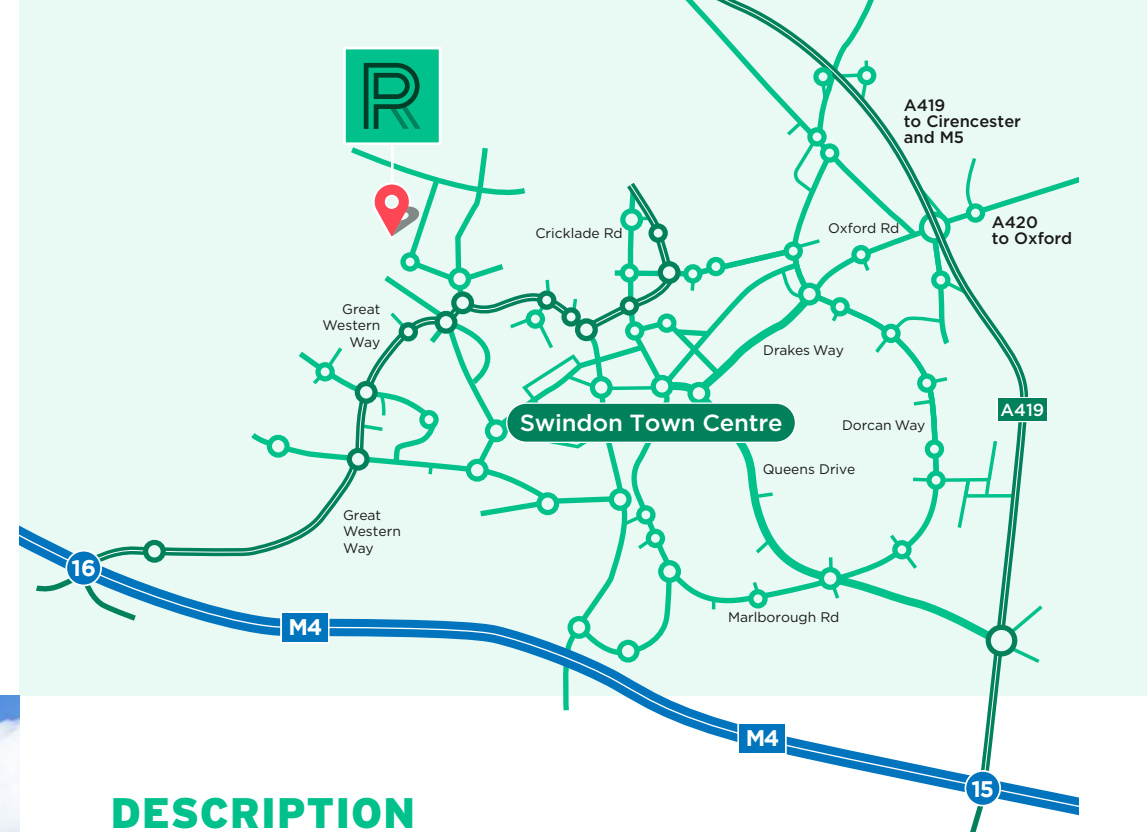 R
A419
to Cirencester
and M5
A420
to Oxford
Cricklade Rd
Oxford Rd
Great
Western
Way
Drakes Way
A419
Swindon Town Centre
Dorcan Way
Queens Drive
Great
Western
Way
16
M4
Marlborough Rd
M4
15
DESCRIPTION